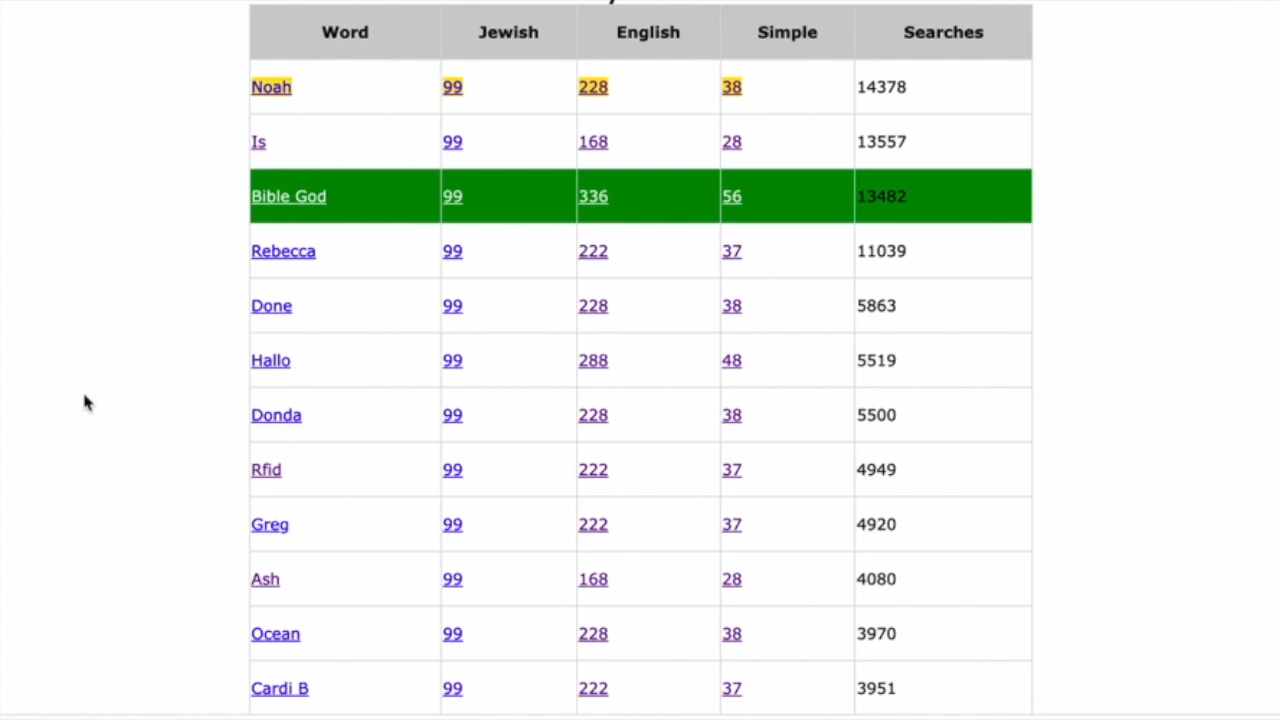 Word Jewish English Simple Searches
Noah 99 228 38 14378
Is 99 168 28 13557
Bible God 99 336 56 13482
Rebecca 99 222 37 11039
Done 99 228 38 5863
Hallo 99 288 48 5519
Donda 99 228 38 5500
Rfid 99 222 37 4949
Greg 99 222 37 4920
Ash 99 168 28 4080
Ocean 99 228 38 3970
Cardi B 99 222 37 3951